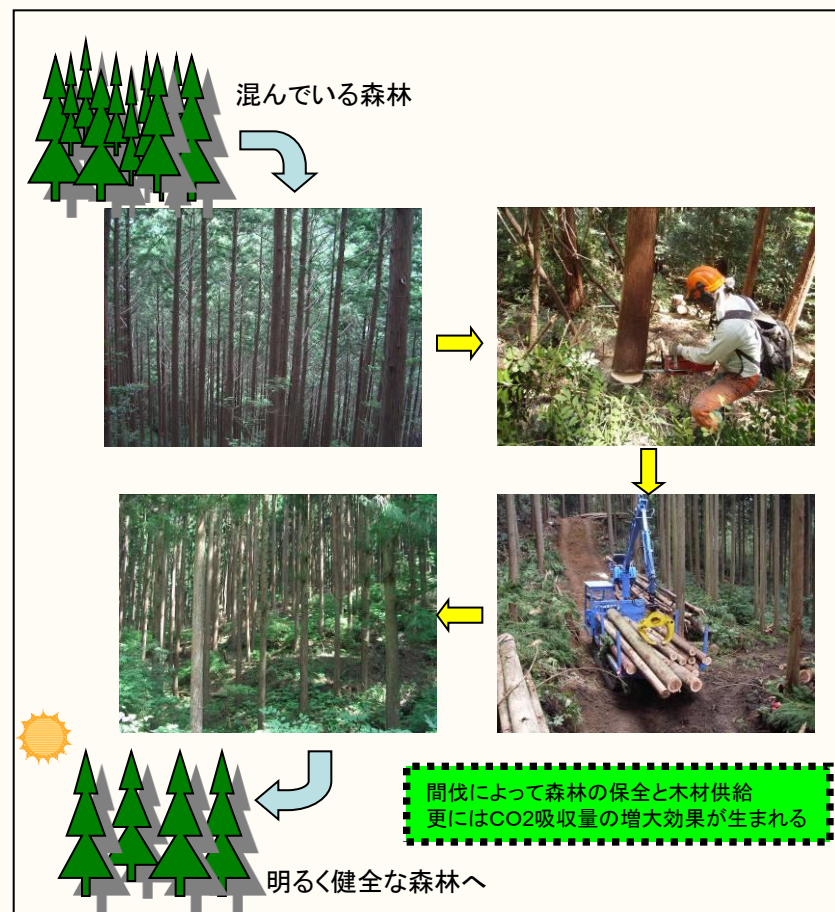 混んでいる森林
間伐によって森林の保全と木材供給
更にはCO2吸収量の増大効果が生まれる
明るく健全な森林へ